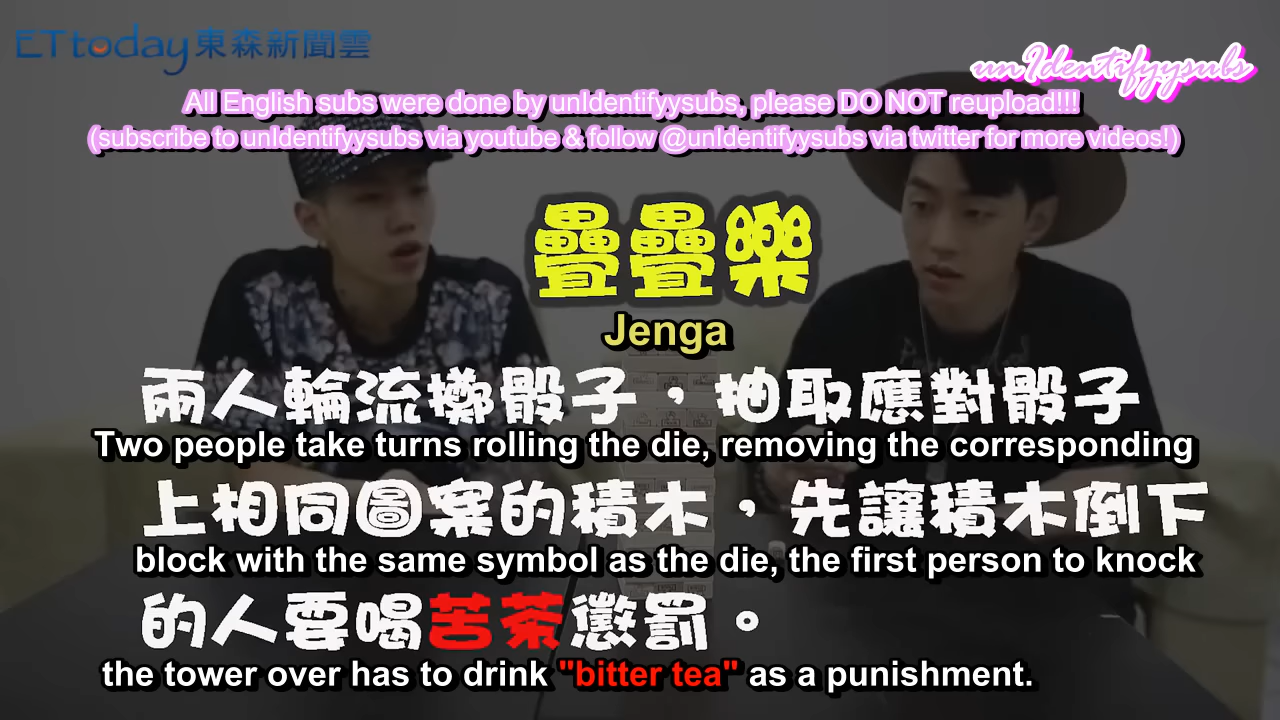 ETtoday東森新聞雲
unIdentifyysubs
All English subs were done by unIdentifyysubs, please DO NOT reupload!!!
(subscribe to unIdentifyysubs via youtube & follow @unIdentifyysubs via twitter for more videos!)
疊疊樂
Jenga
兩人輪流擲骰子，抽取應對骰子
Two people take turns rolling the die, removing the corresponding
上相同圖案的積木，先讓積木倒下
block with the same symbol as the die, the first person to knock
的人要喝苦茶懲罰。
the tower over has to drink "bitter tea" as a punishment.